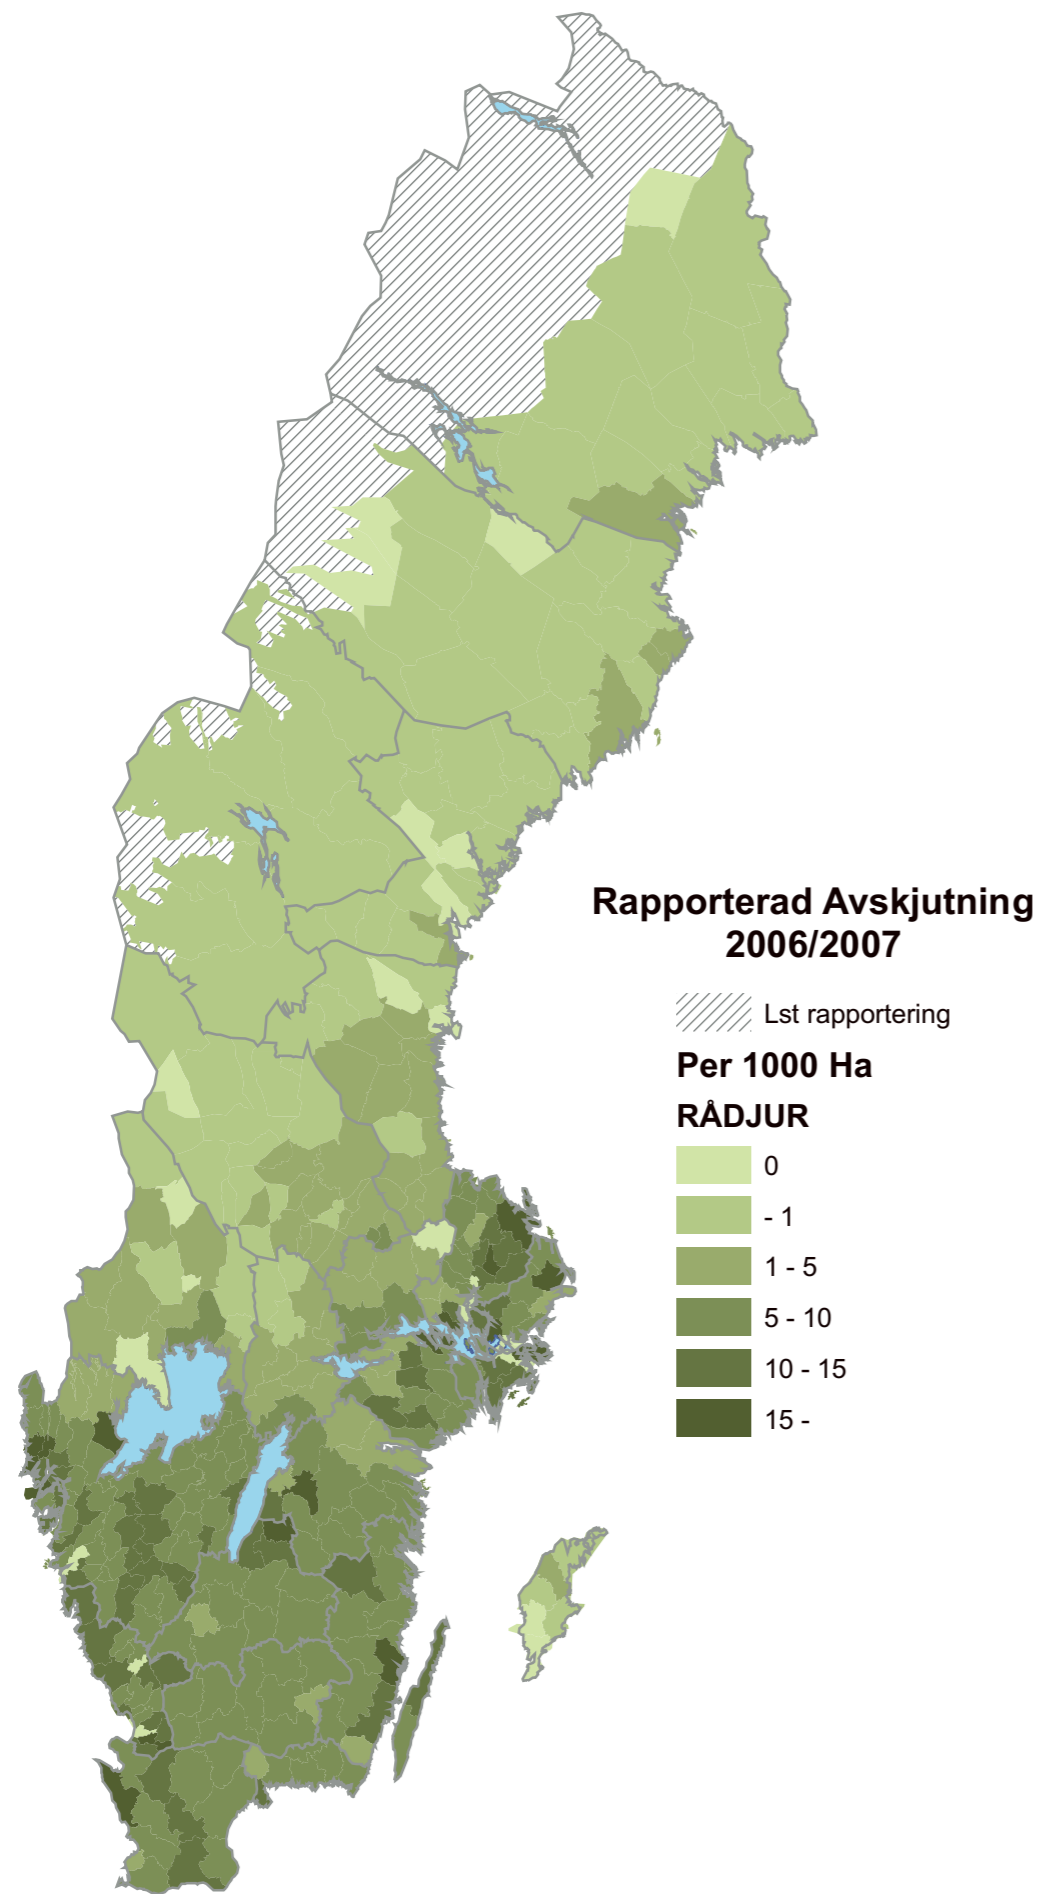 Rapporterad Avskjutning
2006/2007
Lst rapportering
Per 1000 Ha
RÅDJUR
0
- 1
1 - 5
5 - 10
10 - 15
15 -